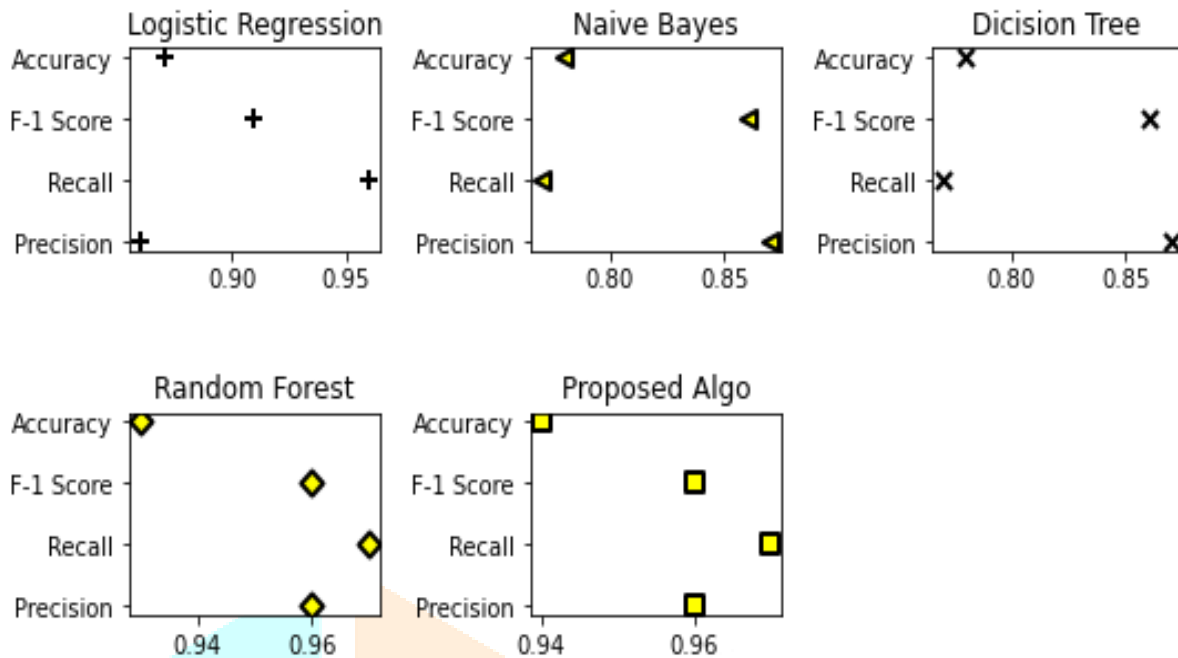 Logistic Regression
Accuracy
F-1 Score
Recall
Precision
0.90 0.95
Naive Bayes
Accuracy
F-1 Score
Recall
Precision
0.80 0.85
Dicision Tree
Accuracy
F-1 Score
Recall
Precision
0.80 0.85
Random Forest
Accuracy
F-1 Score
Recall
Precision
0.94 0.96
Proposed Algo
Accuracy
F-1 Score
Recall
Precision
0.94 0.96